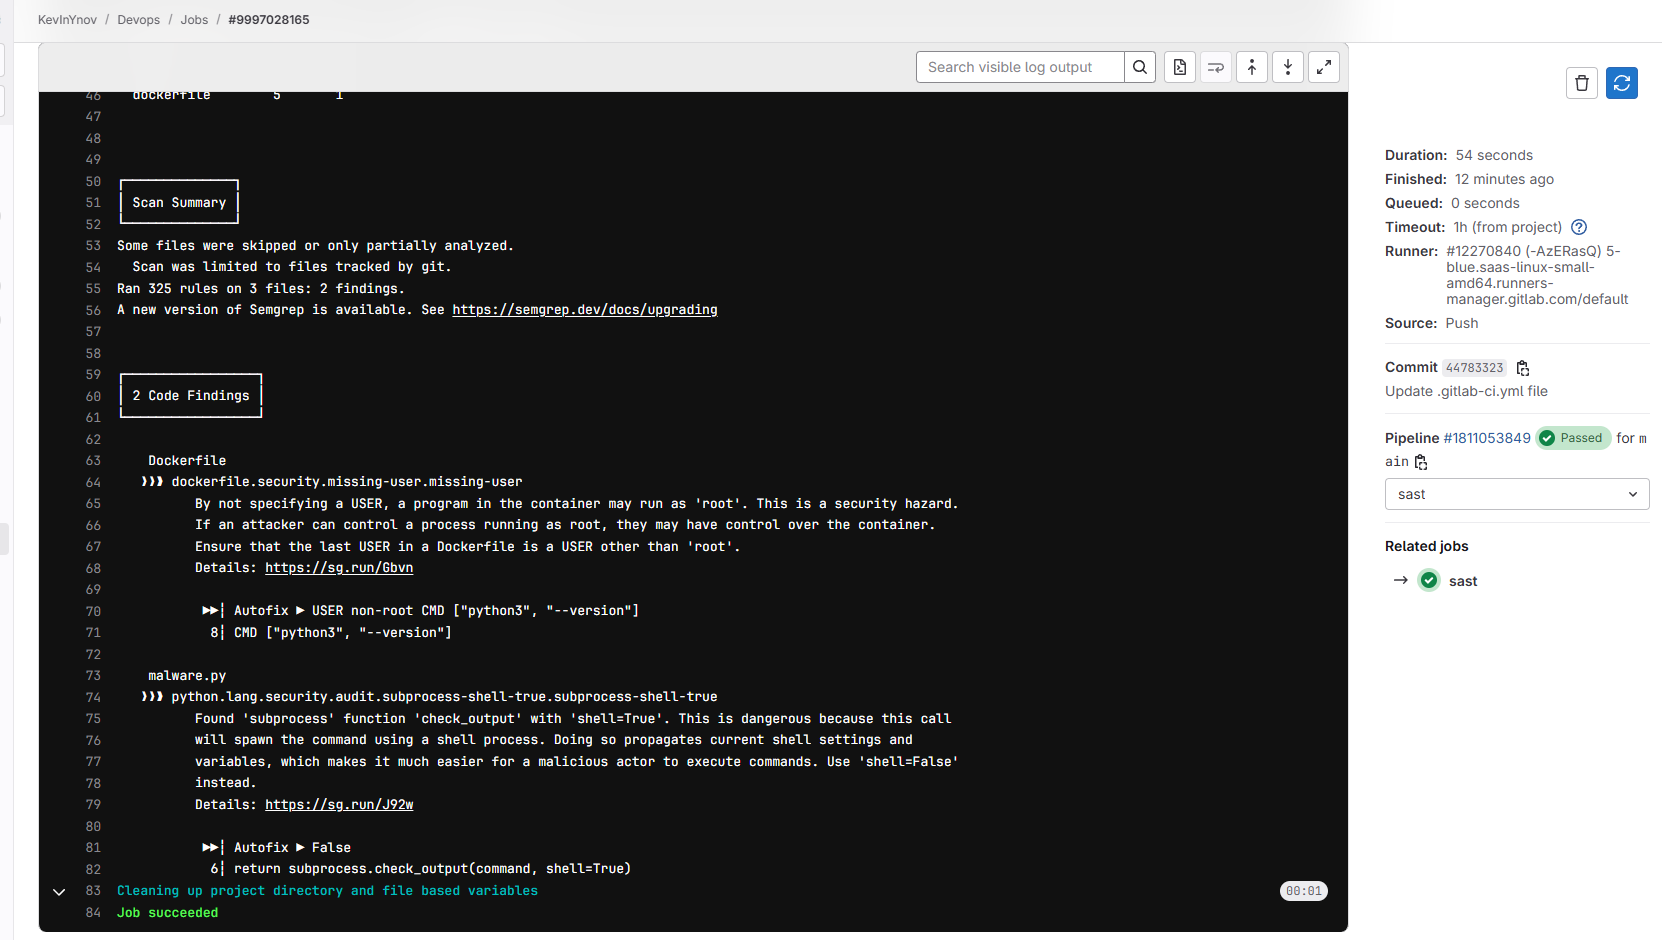 KevInYnov / Devops / Jobs / #9997028165
Search visible log output
46 dockerfile 5 1
47
48
49
50
51 Scan Summary
52
53 Some files were skipped or only partially analyzed.
54 Scan was limited to files tracked by git.
55 Ran 325 rules on 3 files: 2 findings.
56 A new version of Semgrep is available. See https://semgrep.dev/docs/upgrading
57
58
59
60 2 Code Findings
61
62
63 Dockerfile
64 ❯❯❱ dockerfile.security.missing-user.missing-user
65 By not specifying a USER, a program in the container may run as 'root'. This is a security hazard.
66 If an attacker can control a process running as root, they may have control over the container.
67 Ensure that the last USER in a Dockerfile is a USER other than 'root'.
68 Details: https://sg.run/Gbvn
69
70 ▶▶┆ Autofix ▶ USER non-root CMD ["python3", "--version"]
71 8┆ CMD ["python3", "--version"]
72
73 malware.py
74 ❯❯❱ python.lang.security.audit.subprocess-shell-true.subprocess-shell-true
75 Found 'subprocess' function 'check_output' with 'shell=True'. This is dangerous because this call
76 will spawn the command using a shell process. Doing so propagates current shell settings and
77 variables, which makes it much easier for a malicious actor to execute commands. Use 'shell=False'
78 instead.
79 Details: https://sg.run/J92w
80
81 ▶▶┆ Autofix ▶ False
82 6┆ return subprocess.check_output(command, shell=True)
83 Cleaning up project directory and file based variables 00:01
84 Job succeeded
Duration: 54 seconds
Finished: 12 minutes ago
Queued: 0 seconds
Timeout: 1h (from project)
Runner: #12270840 (-AzERasQ) 5-
blue.saas-linux-small-
amd64.runners-
manager.gitlab.com/default
Source: Push
Commit 44783323
Update .gitlab-ci.yml file
Pipeline #1811053849 Passed for m
ain
sast
Related jobs
→ sast